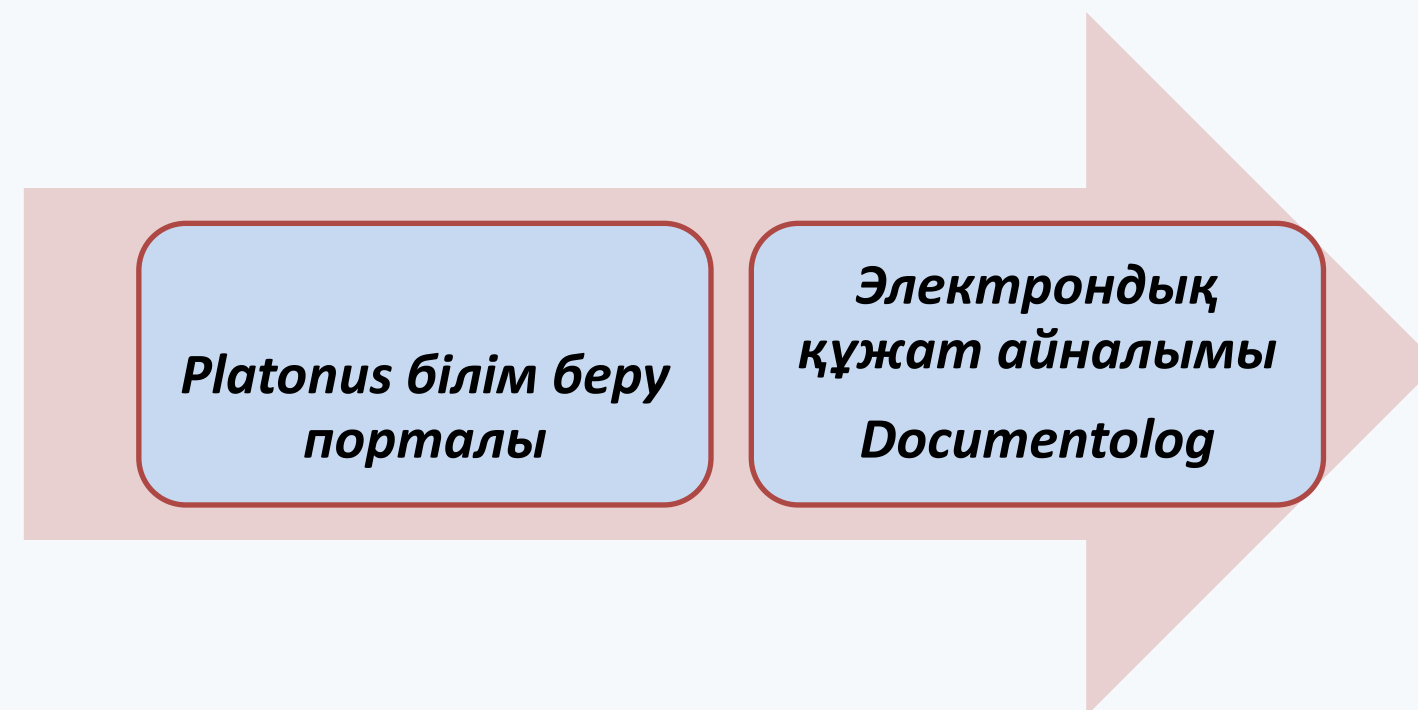 Platonus білім беру
порталы
Электрондық
құжат айналымы
Documentolog